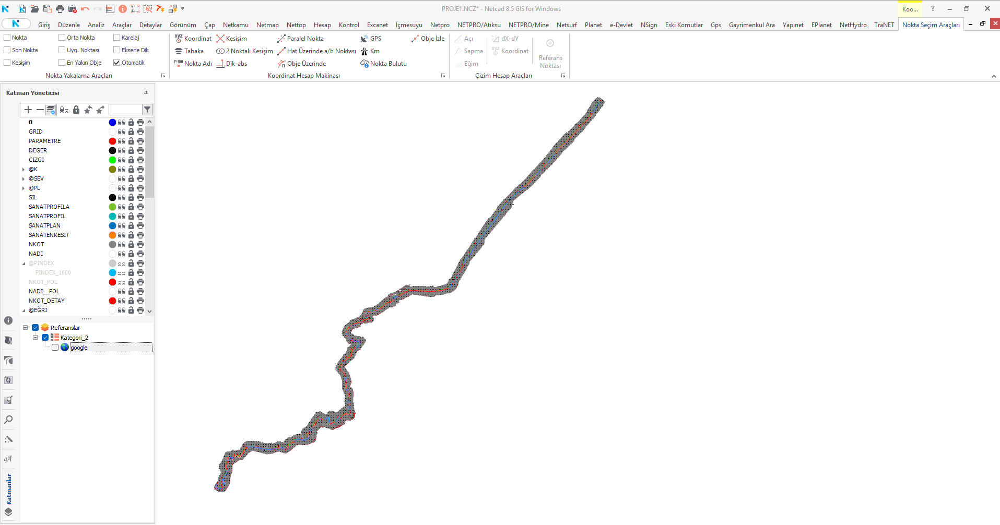 PROJE1.NCZ* - Netcad 8.5 GIS for Windows
Koo...
Giriş Düzenle Analiz Araçlar Detaylar Görünüm Çap Netkamu Netmap Nettop Hesap Kontrol Excanet İçmesuyu Netpro NETPRO/Atıksu NETPRO/Mine Netsurf Planet e-Devlet NSign Eski Komutlar Gps Gayrimenkul Ara Yapınet EPlanet NetHydro TraNET Nokta Seçim Araçları
Nokta Orta Nokta Karelaj
Son Nokta Uyg. Noktası Eksene Dik
Kesişim En Yakın Obje Otomatik
Nokta Yakalama Araçları
xyz Koordinat Kesişim Paralel Nokta GPS Obje İzle
Tabaka 2 Noktalı Kesişim Hat Üzerinde a/b Noktası Km
P.100 Nokta Adı Dik-abs Obje Üzerinde Nokta Bulutu
Koordinat Hesap Makinası
Açı dX-dY
Sapma xyz Koordinat
Eğim
Referans
Noktası
Çizim Hesap Araçları
Katman Yöneticisi
0
GRID
PARAMETRE
DEGER
CIZGI
@K
@SEV
@PL
SIL
SANATPROFILA
SANATPROFIL
SANATPLAN
SANATENKESIT
NKOT
NADI
@PINDEX
PINDEX_1000
NKOT_POL
NADI__POL
NKOT_DETAY
@EĞRI
Referanslar
Kategori_2
google
aA
Katmanlar